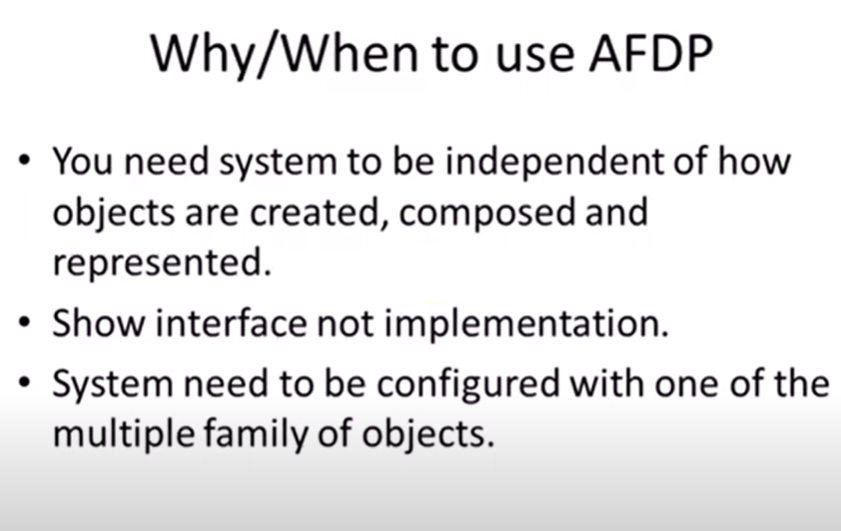 Why/When to use AFDP
• You need system to be independent of how
objects are created, composed and
represented.
• Show interface not implementation.
• System need to be configured with one of the
multiple family of objects.